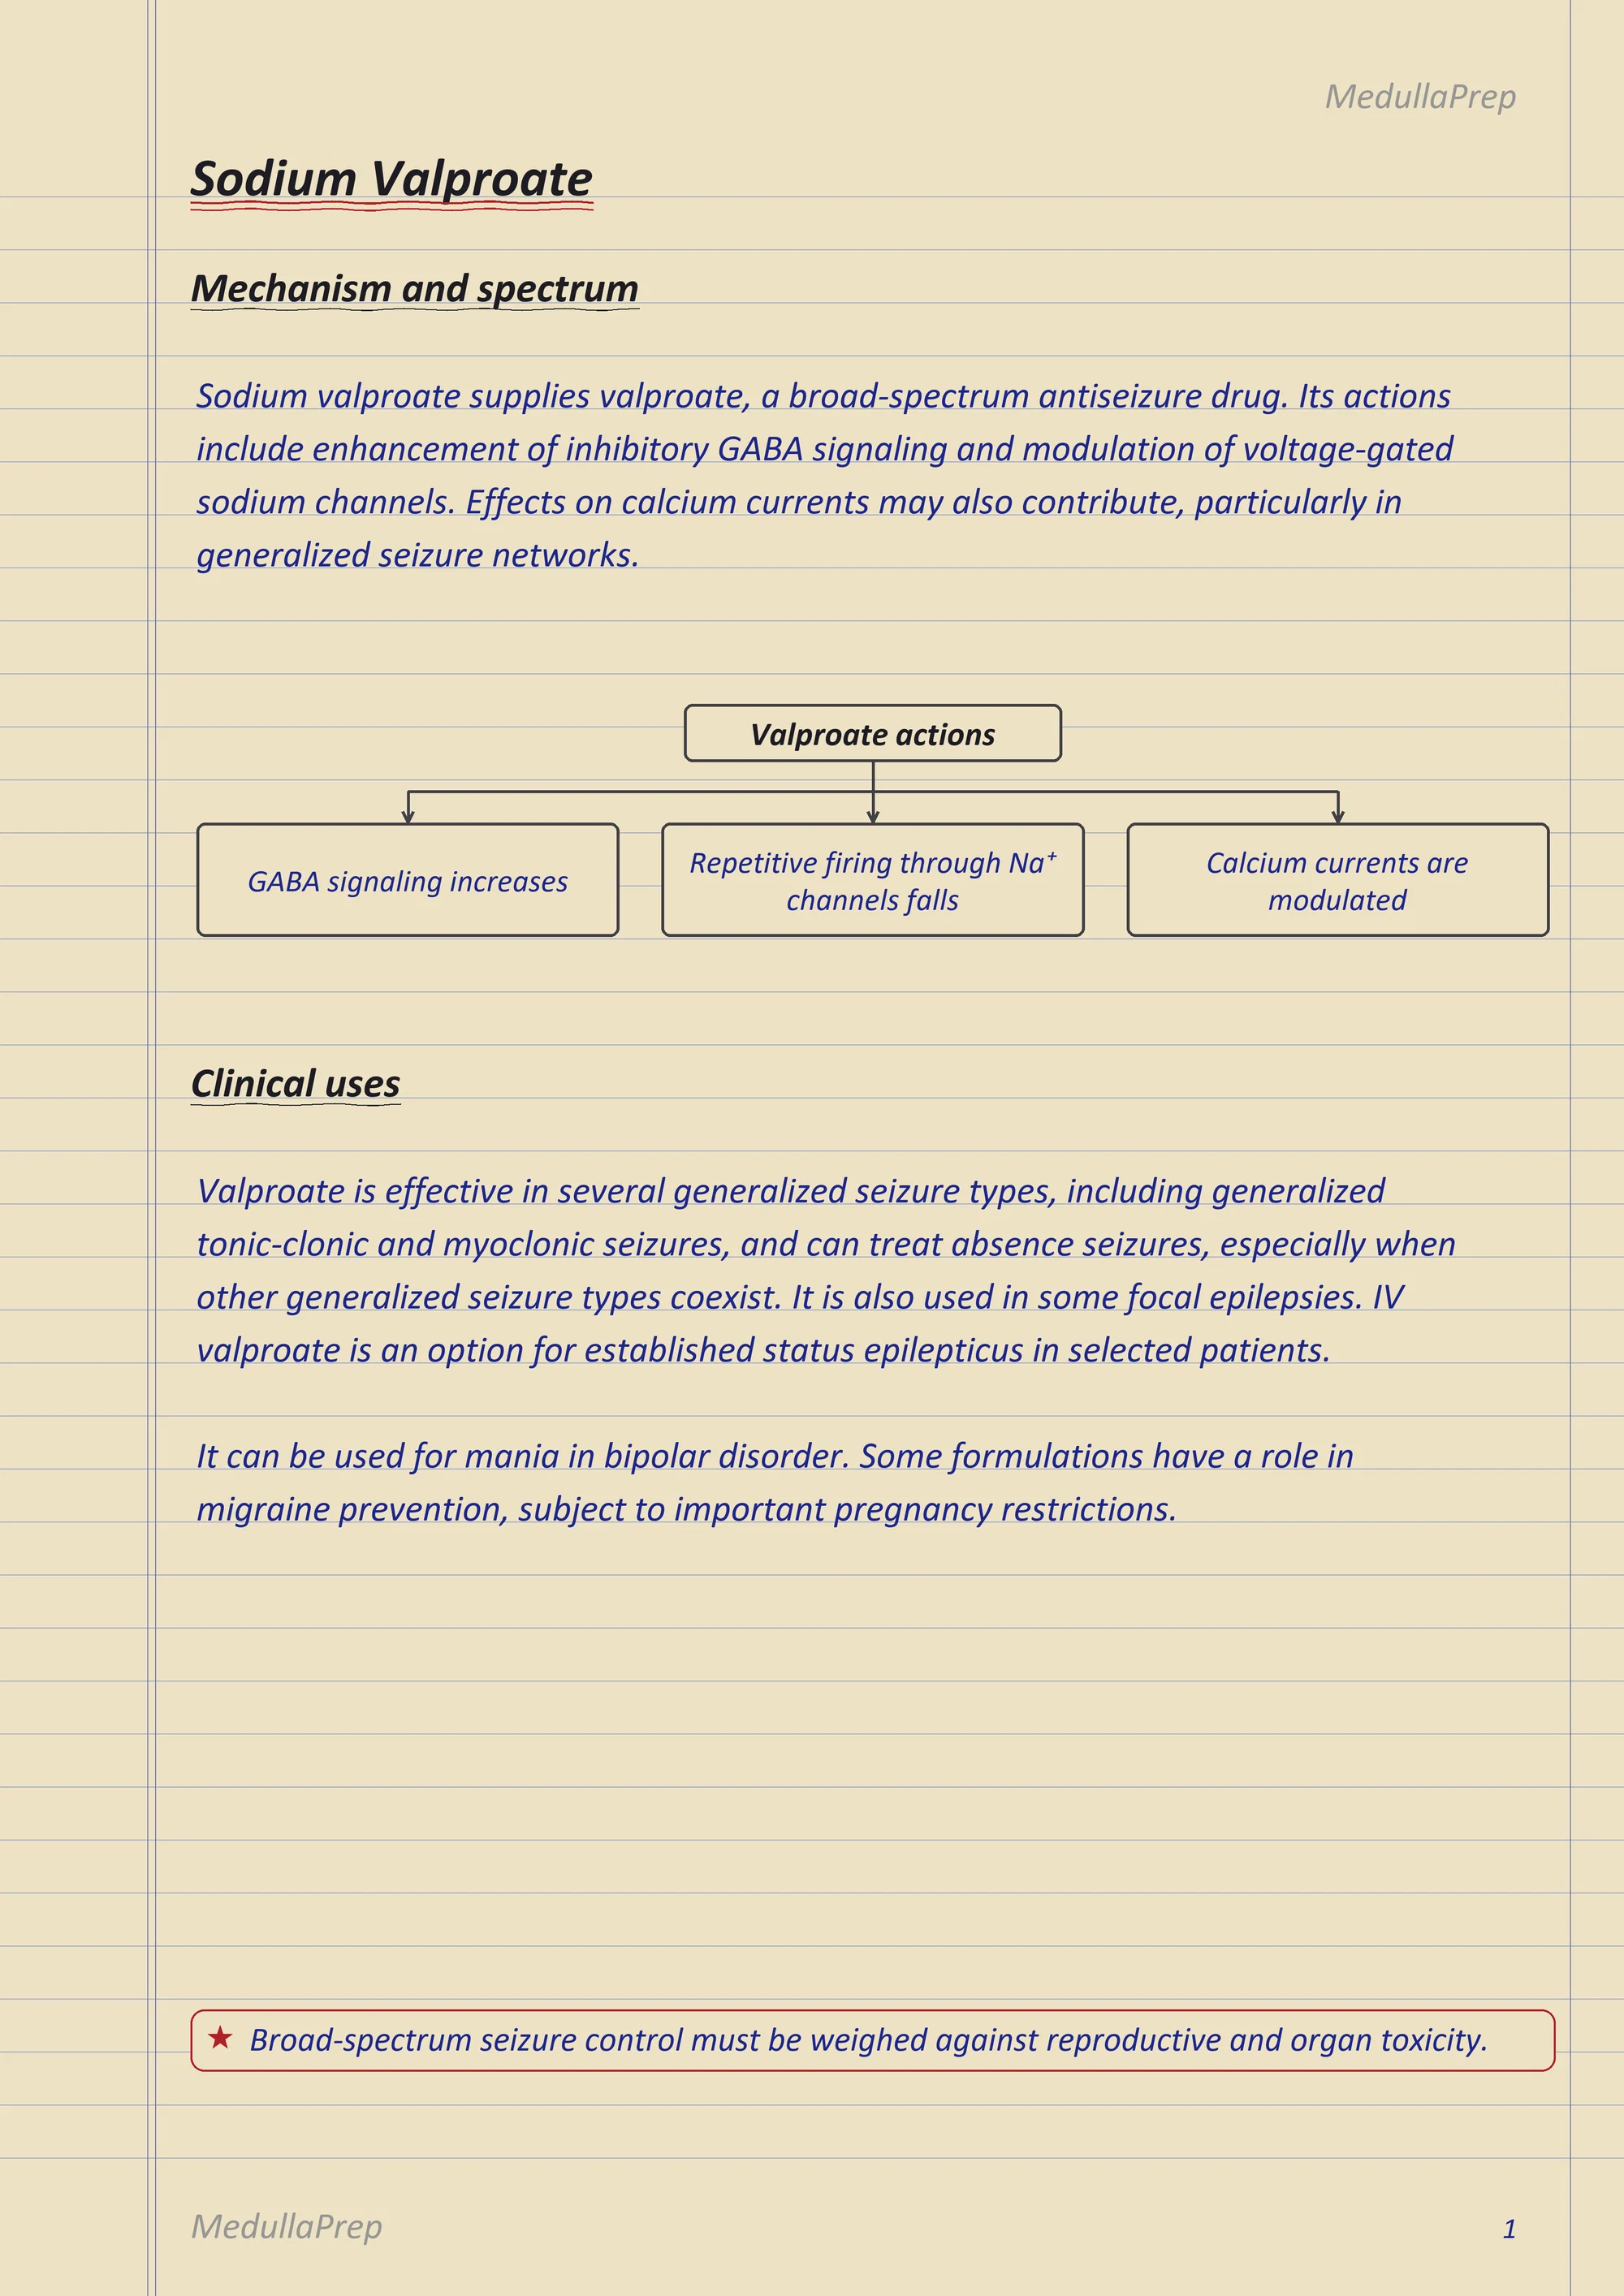 MedullaPrep
Sodium Valproate
Mechanism and spectrum
Sodium valproate supplies valproate, a broad-spectrum antiseizure drug. Its actions
include enhancement of inhibitory GABA signaling and modulation of voltage-gated
sodium channels. Effects on calcium currents may also contribute, particularly in
generalized seizure networks.
Valproate actions
GABA signaling increases
Repetitive firing through Na⁺
channels falls
Calcium currents are
modulated
Clinical uses
Valproate is effective in several generalized seizure types, including generalized
tonic-clonic and myoclonic seizures, and can treat absence seizures, especially when
other generalized seizure types coexist. It is also used in some focal epilepsies. IV
valproate is an option for established status epilepticus in selected patients.
It can be used for mania in bipolar disorder. Some formulations have a role in
migraine prevention, subject to important pregnancy restrictions.
★ Broad-spectrum seizure control must be weighed against reproductive and organ toxicity.
MedullaPrep
1